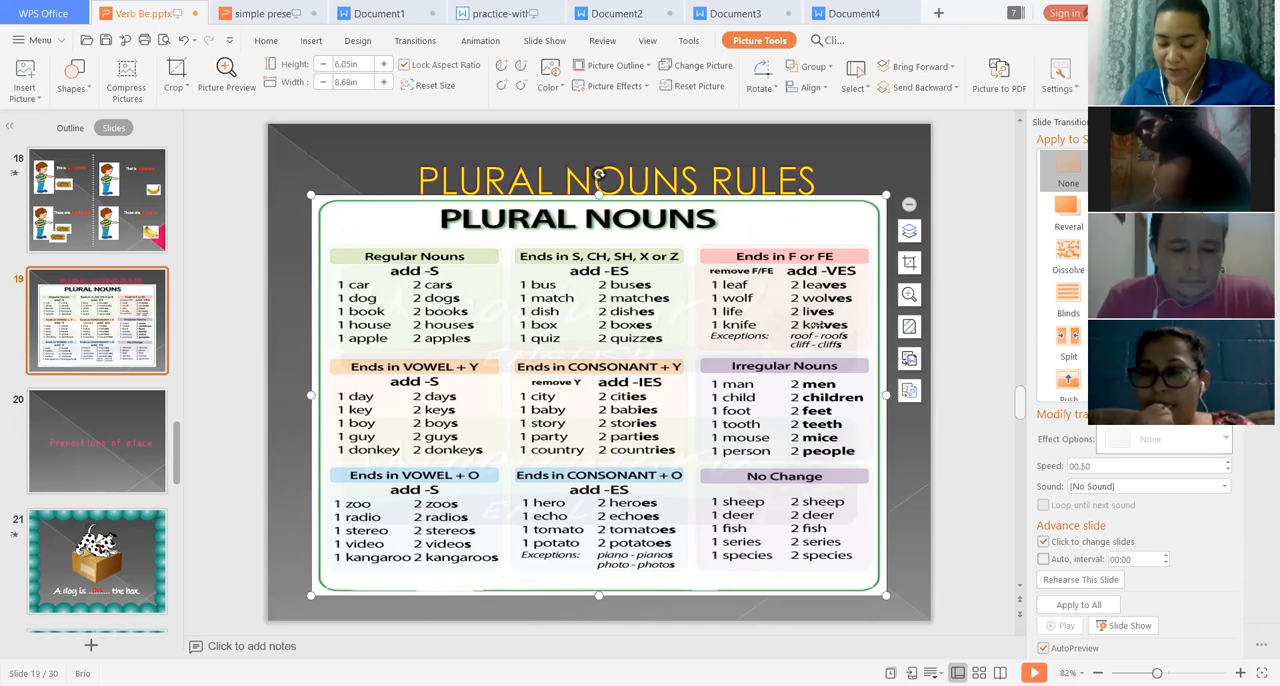 WPS Office
Verb Be.pptx
simple prese
Document1
practice-with
Document2
Document3
Document4
7
Sign in
Menu
Home
Insert
Design
Transitions
Animation
Slide Show
Review
View
Tools
Picture Tools
Cli...
Insert Picture
Shapes
Compress Pictures
Crop
Picture Preview
Height: 6.05in
Width : 8.68in
Lock Aspect Ratio
Reset Size
Color
Picture Outline
Picture Effects
Change Picture
Reset Picture
Rotate
Group
Align
Select
Bring Forward
Send Backward
Picture to PDF
Settings
Outline
Slides
18
19
20
Prepositions of place
21
A dog is ........ the box.
PLURAL NOUNS RULES
PLURAL NOUNS
Regular Nouns
add -S
1 car 2 cars
1 dog 2 dogs
1 book 2 books
1 house 2 houses
1 apple 2 apples
Ends in S, CH, SH, X or Z
add -ES
1 bus 2 buses
1 match 2 matches
1 dish 2 dishes
1 box 2 boxes
1 quiz 2 quizzes
Ends in F or FE
remove F/FE add -VES
1 leaf 2 leaves
1 wolf 2 wolves
1 life 2 lives
1 knife 2 knives
Exceptions: roof - roofs
cliff - cliffs
Ends in VOWEL + Y
add -S
1 day 2 days
1 key 2 keys
1 boy 2 boys
1 guy 2 guys
1 donkey 2 donkeys
Ends in CONSONANT + Y
remove Y add -IES
1 city 2 cities
1 baby 2 babies
1 story 2 stories
1 party 2 parties
1 country 2 countries
Irregular Nouns
1 man 2 men
1 child 2 children
1 foot 2 feet
1 tooth 2 teeth
1 mouse 2 mice
1 person 2 people
Ends in VOWEL + O
add -S
1 zoo 2 zoos
1 radio 2 radios
1 stereo 2 stereos
1 video 2 videos
1 kangaroo 2 kangaroos
Ends in CONSONANT + O
add -ES
1 hero 2 heroes
1 echo 2 echoes
1 tomato 2 tomatoes
1 potato 2 potatoes
Exceptions: piano - pianos
photo - photos
No Change
1 sheep 2 sheep
1 deer 2 deer
1 fish 2 fish
1 series 2 series
1 species 2 species
Slide Transition
Apply to S
None
Reveral
Dissolve
Blinds
Split
Push
Modify tra
Effect Options: None
Speed: 00.50
Sound: [No Sound]
Loop until next sound
Advance slide
Click to change slides
Auto, interval: 00:00
Rehearse This Slide
Apply to All
Play
Slide Show
AutoPreview
Click to add notes
Slide 19 / 30
Brío
82%